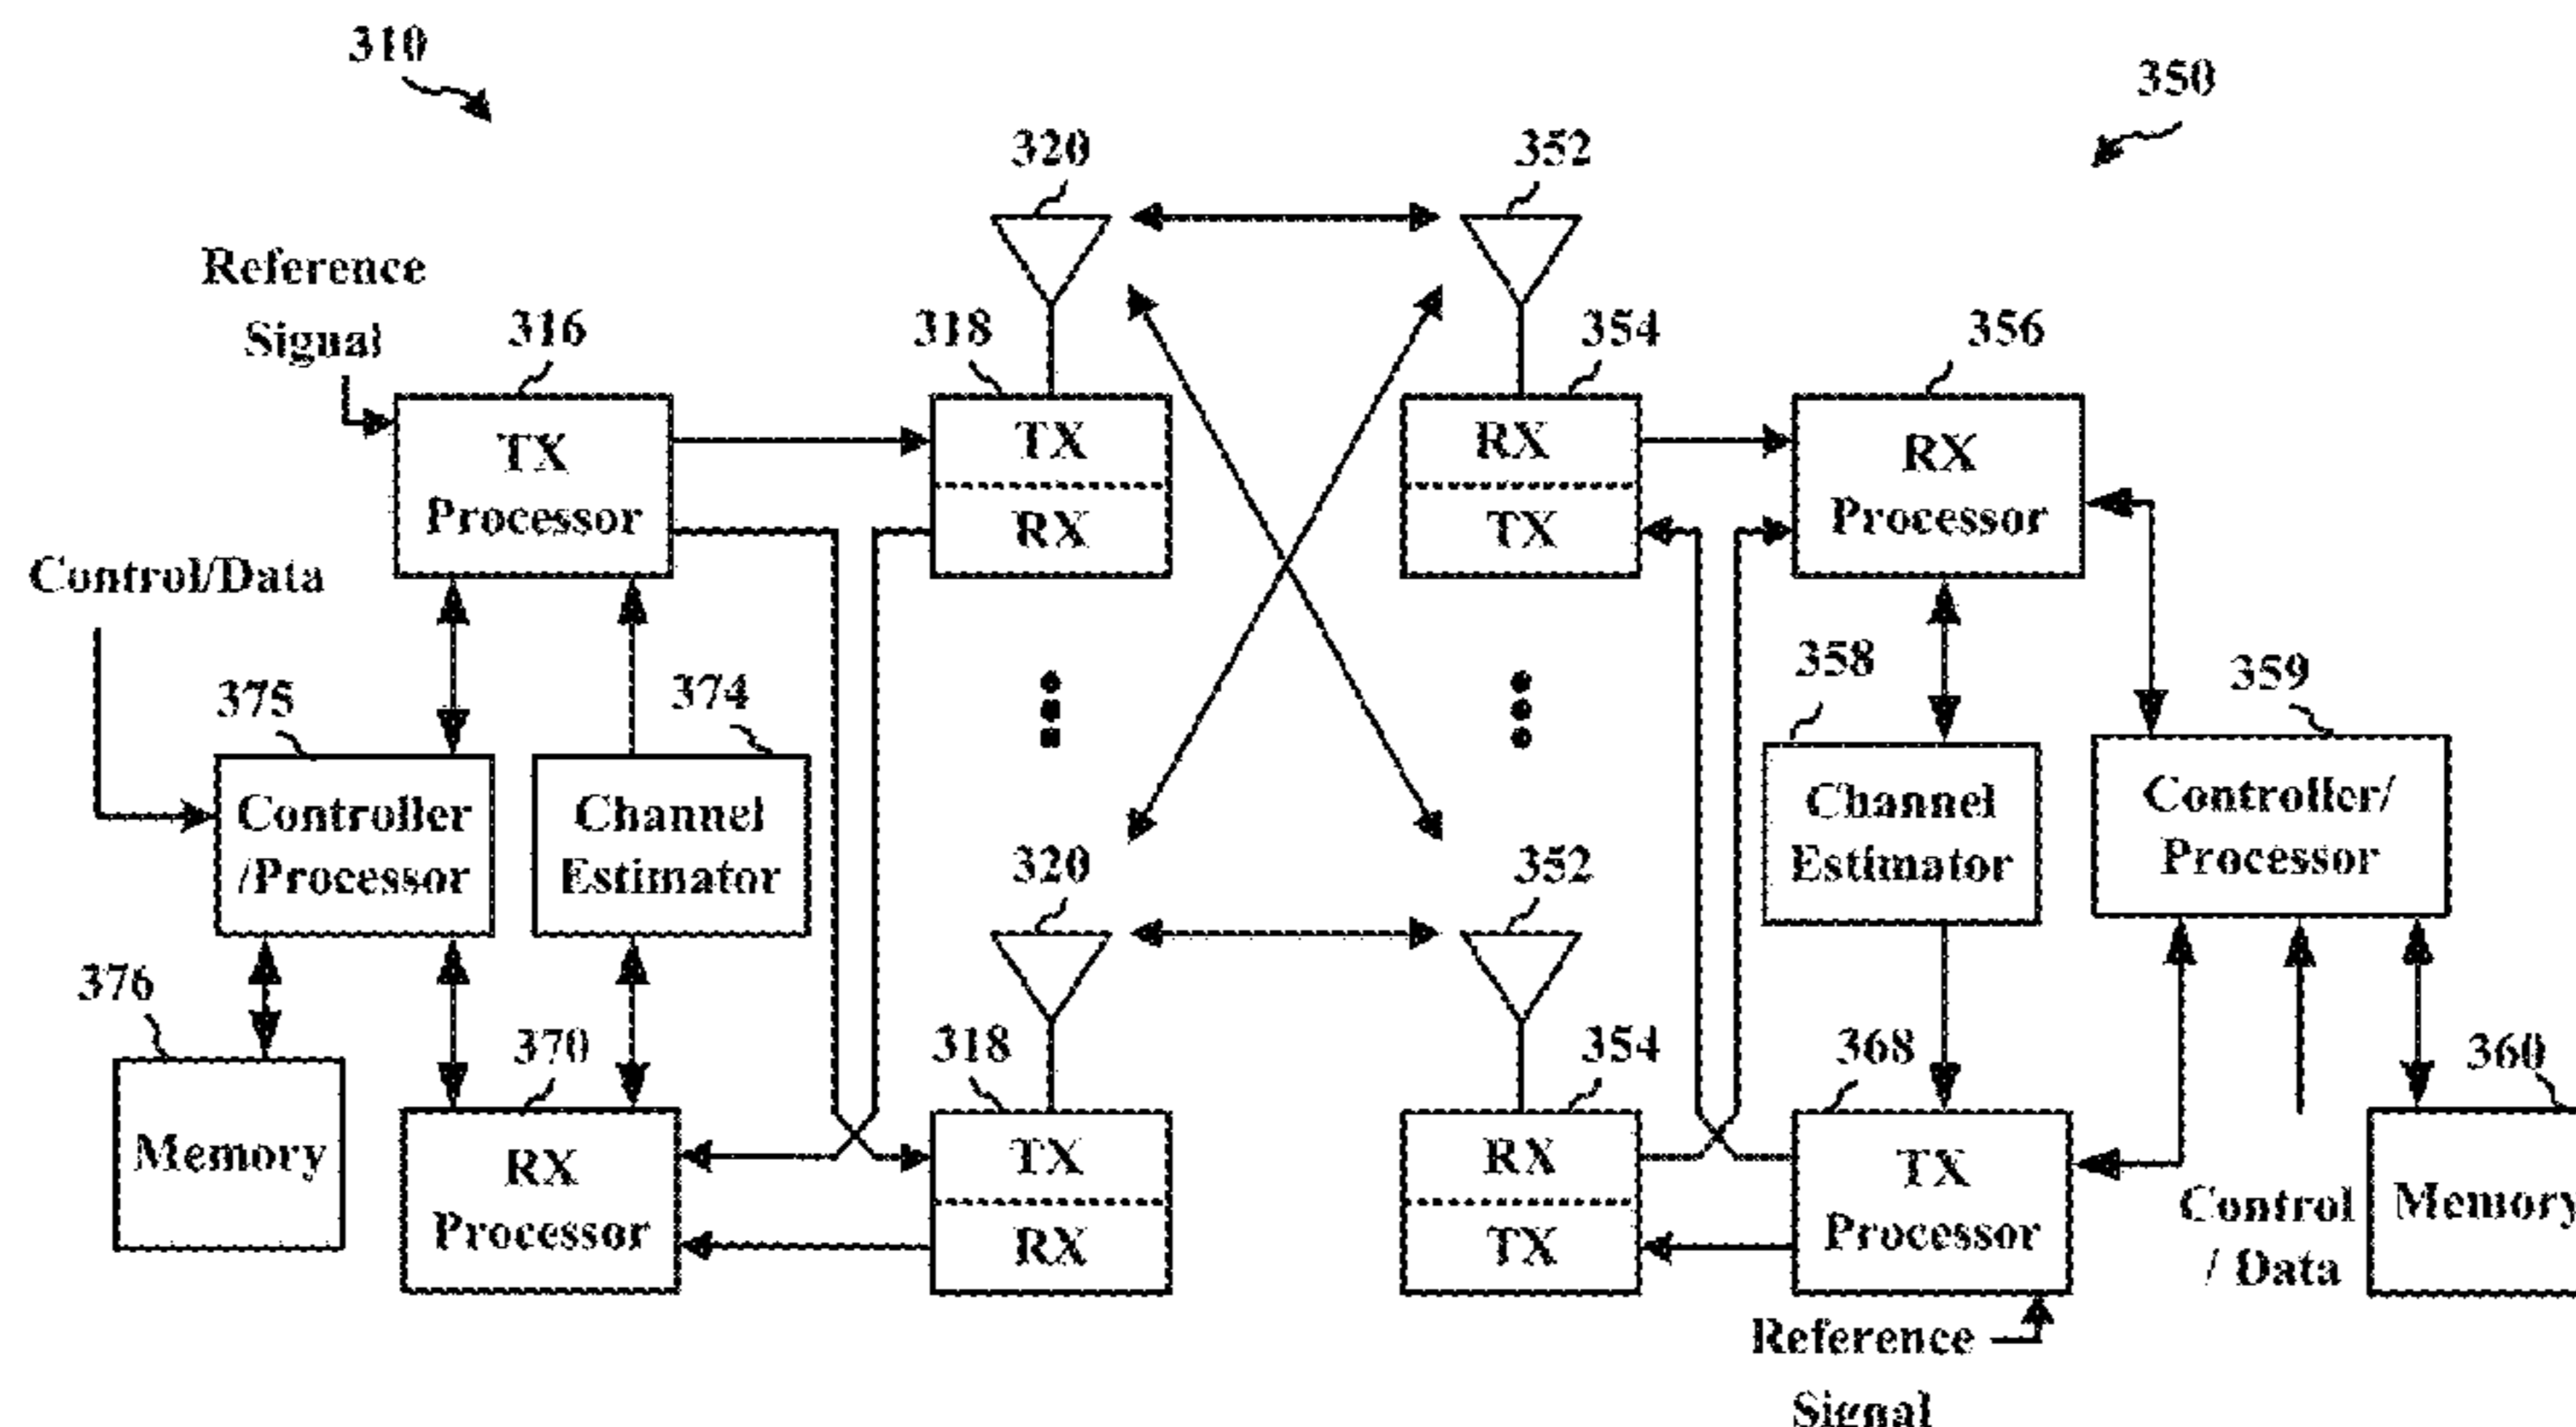 310
350
320
352
Reference
Signal
316
318
354
356
TX
Processor
TX
RX
RX
TX
RX
Processor
Control/Data
375
374
358
359
Controller
/Processor
Channel
Estimator
Channel
Estimator
Controller/
Processor
320
352
376
370
318
354
368
360
Memory
RX
Processor
TX
RX
RX
TX
TX
Processor
Control
/ Data
Memory
Reference
Signal